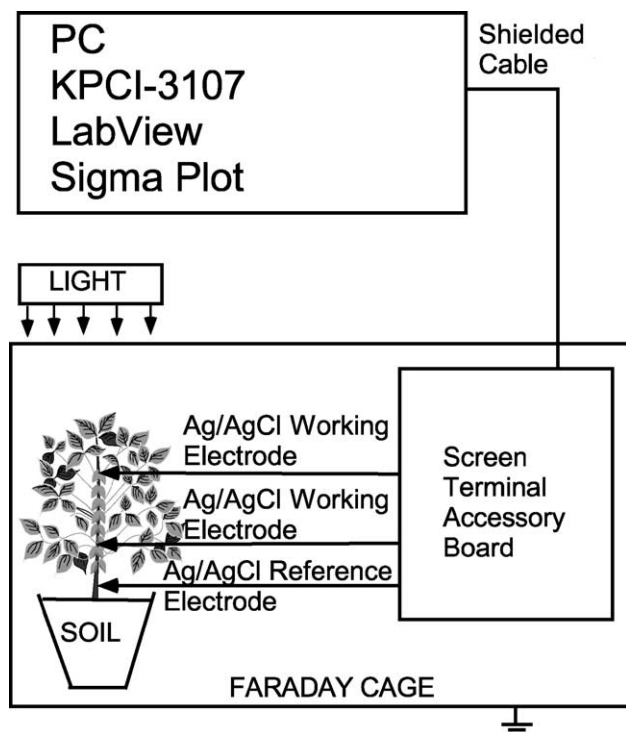 PC
KPCI-3107
LabView
Sigma Plot
Shielded
Cable
LIGHT
Ag/AgCl Working
Electrode
Ag/AgCl Working
Electrode
Ag/AgCl Reference
Electrode
Screen
Terminal
Accessory
Board
SOIL
FARADAY CAGE